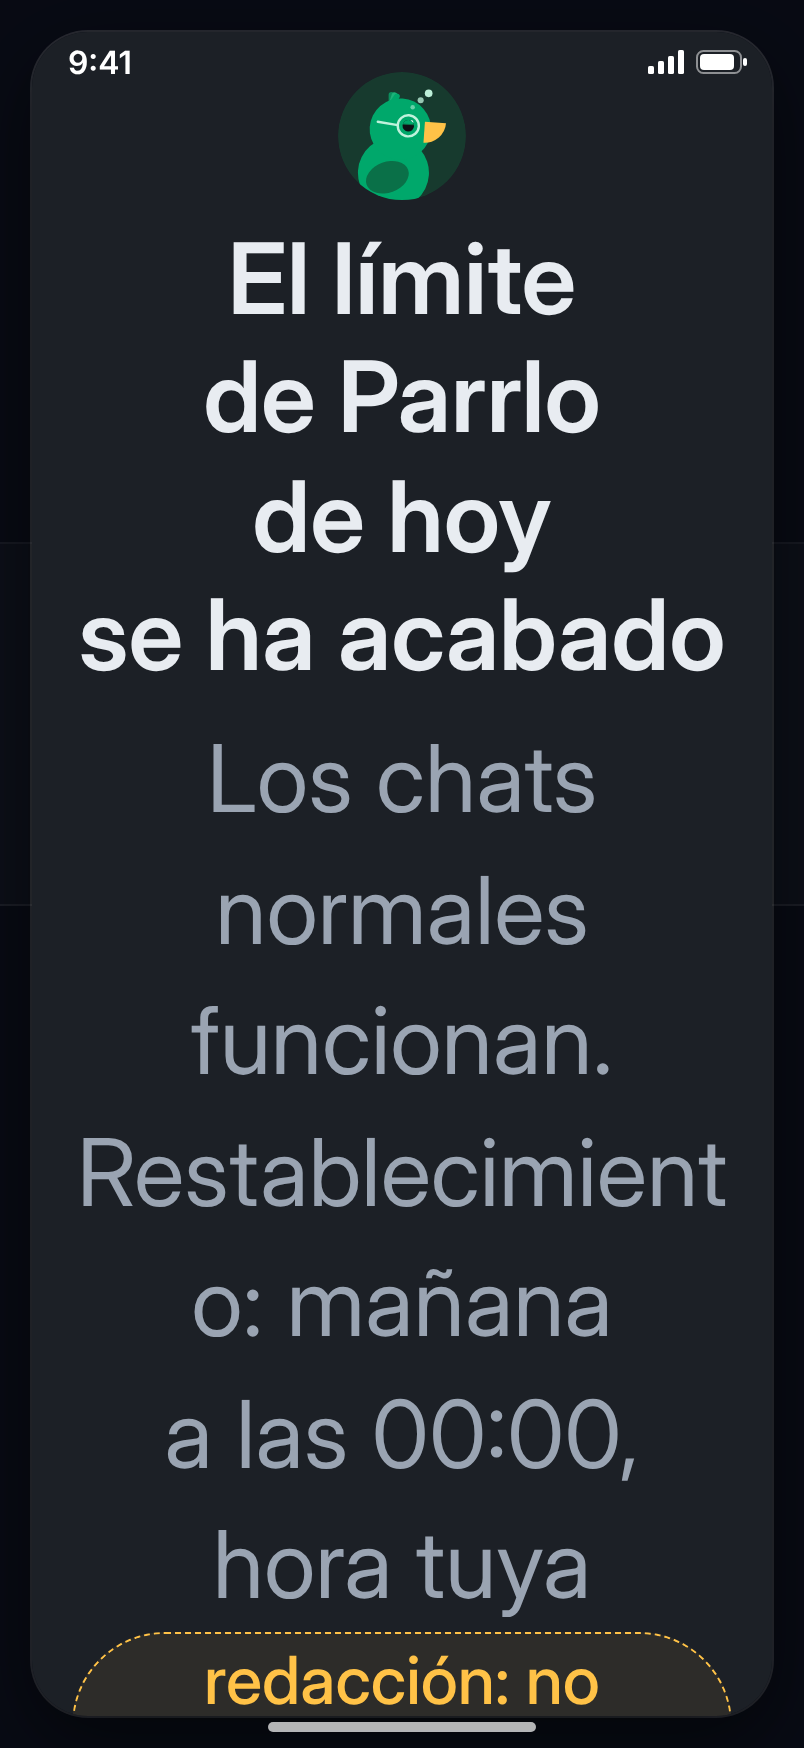 9:41
El límite
de Parrlo
de hoy
se ha acabado
Los chats
normales
funcionan.
Restablecimient
o: mañana
a las 00:00,
hora tuya
redacción: no